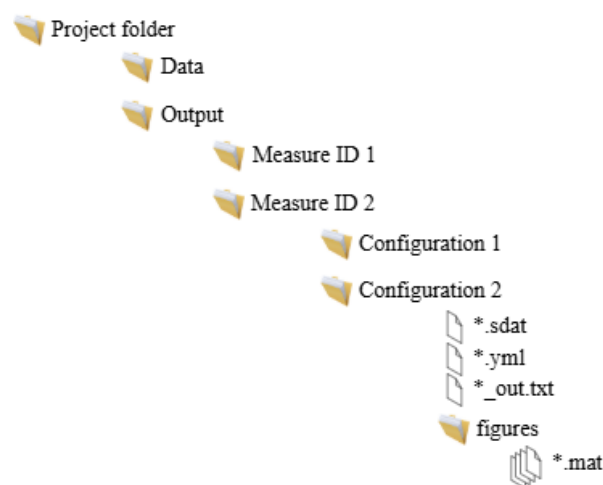 Project folder
Data
Output
Measure ID 1
Measure ID 2
Configuration 1
Configuration 2
*.sdat
*.yml
*_out.txt
figures
*.mat